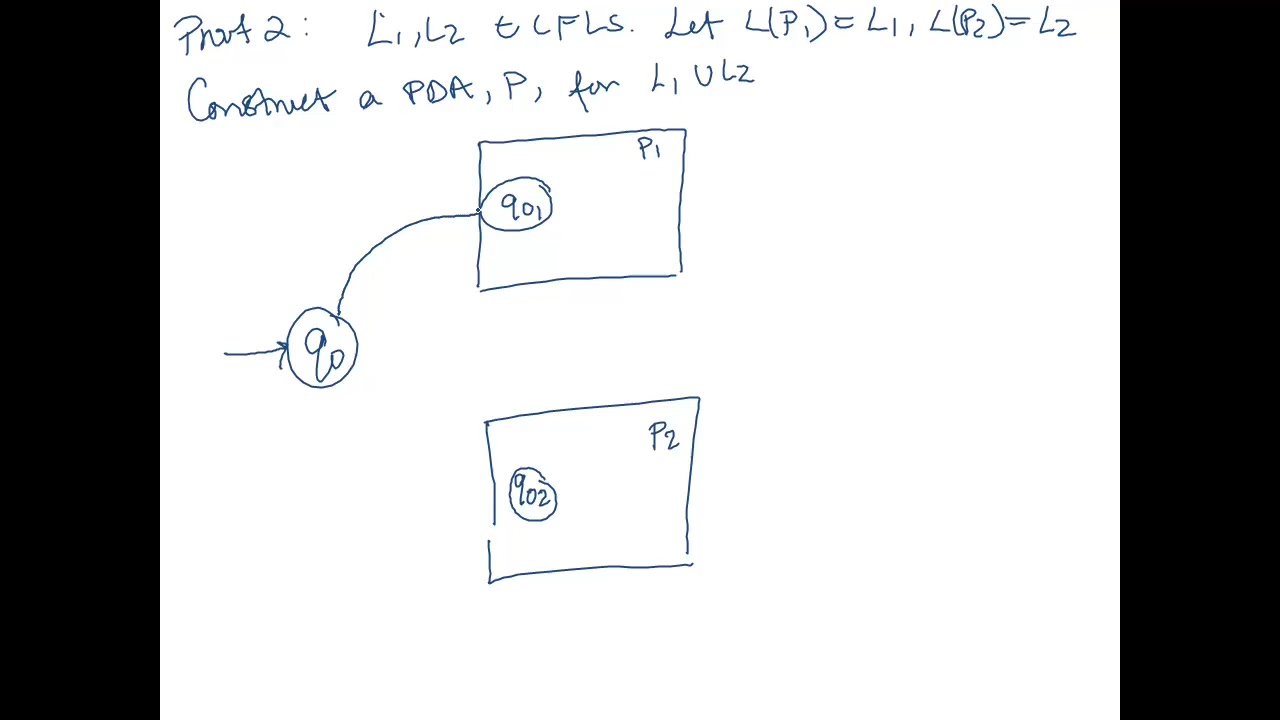 Proof 2: L1, L2 ∈ CFLS. Let L(P1) = L1, L(P2) = L2
Construct a PDA, P, for L1 ∪ L2
P1
q01
q0
P2
q02